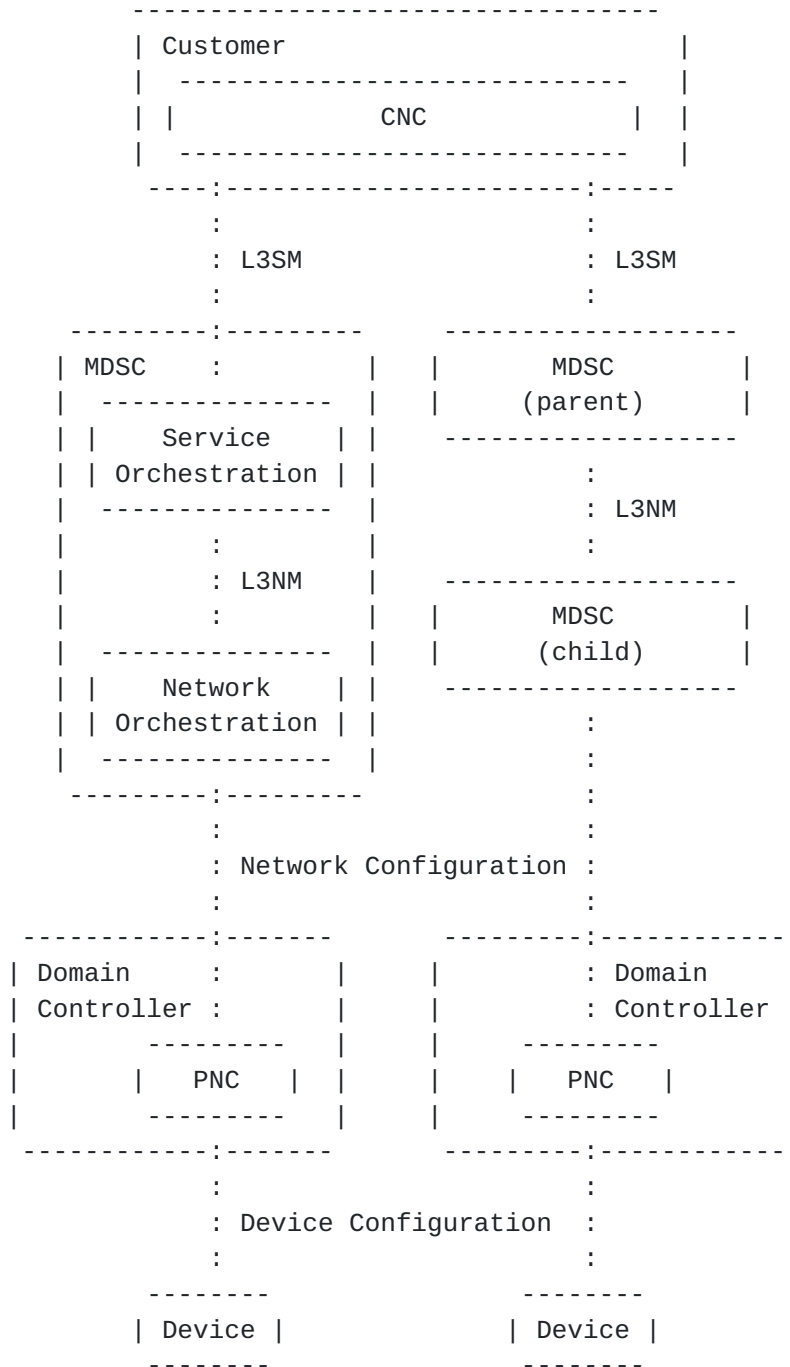 Customer
CNC
L3SM L3SM
MDSC MDSC
(parent)
Service
Orchestration
L3NM
L3NM
MDSC
(child)
Network
Orchestration
Network Configuration
Domain Domain
Controller Controller
PNC PNC
Device Configuration
Device Device